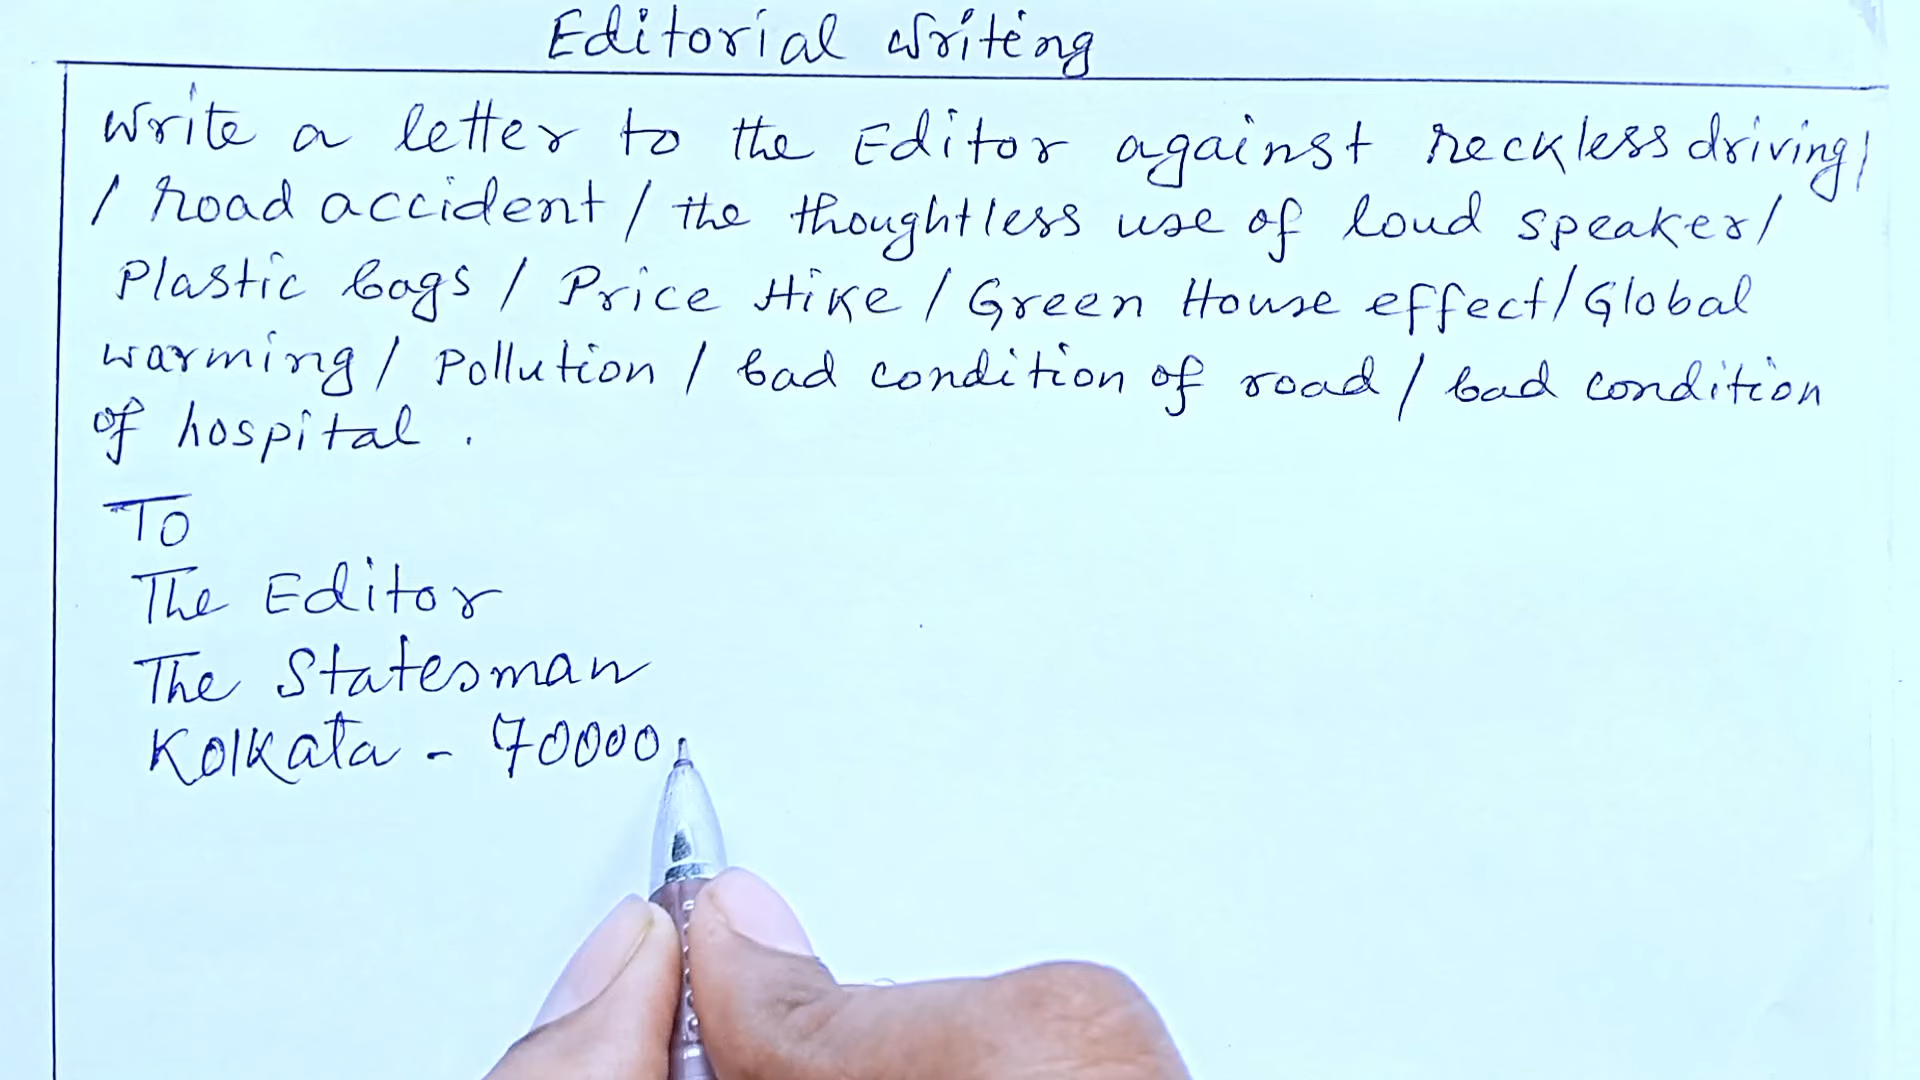 Editorial writing
Write a letter to the Editor against reckless driving/
/ road accident / the thoughtless use of loud speaker/
Plastic bags / Price Hike / Green House effect/Global
warming / Pollution / bad condition of road / bad condition
of hospital .
To
The Editor
The Statesman
Kolkata - 70000